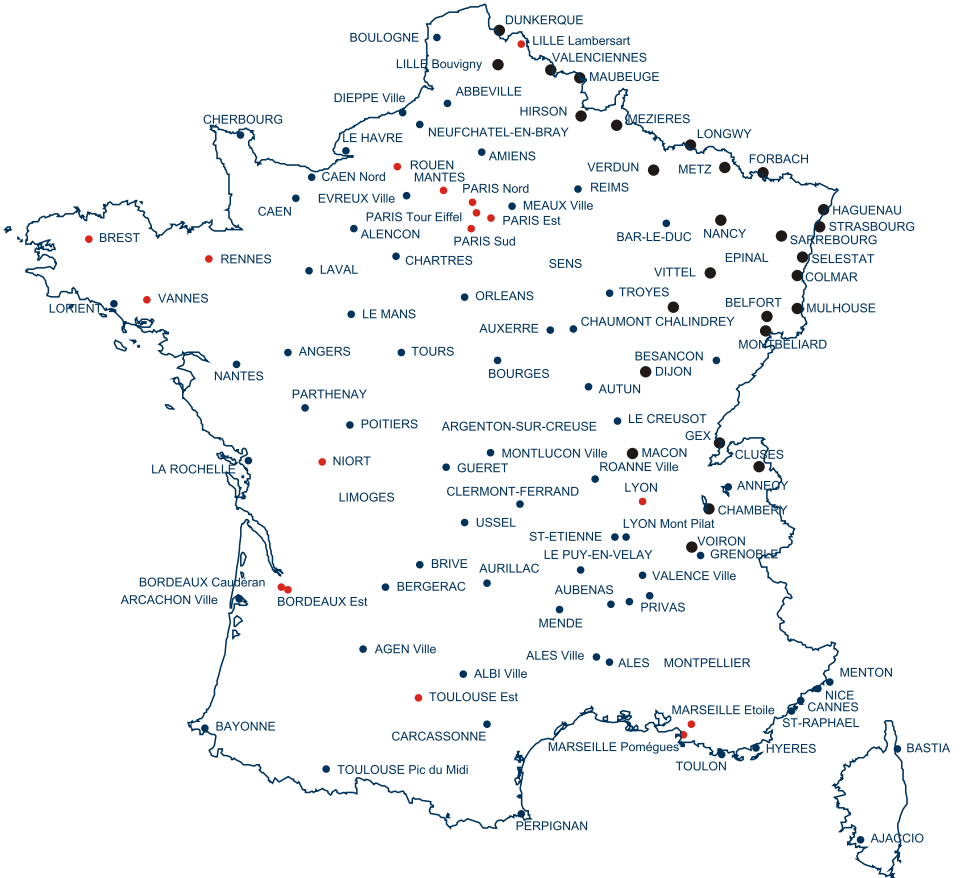 DUNKERQUE
BOULOGNE
LILLE Lambersart
VALENCIENNES
LILLE Bouvigny
MAUBEUGE
ABBEVILLE
DIEPPE Ville
HIRSON
CHERBOURG
MEZIERES
NEUFCHATEL-EN-BRAY
LE HAVRE
LONGWY
AMIENS
FORBACH
ROUEN
VERDUN
METZ
CAEN Nord
MANTES
PARIS Nord
REIMS
EVREUX Ville
MEAUX Ville
CAEN
HAGUENAU
PARIS Tour Eiffel
PARIS Est
STRASBOURG
ALENCON
NANCY
BREST
BAR-LE-DUC
PARIS Sud
SARREBOURG
RENNES
CHARTRES
EPINAL
SELESTAT
SENS
LAVAL
VITTEL
COLMAR
TROYES
VANNES
ORLEANS
BELFORT
LORIENT
MULHOUSE
LE MANS
CHAUMONT CHALINDREY
AUXERRE
MONTBELIARD
ANGERS
TOURS
BESANCON
DIJON
BOURGES
NANTES
AUTUN
PARTHENAY
LE CREUSOT
POITIERS
ARGENTON-SUR-CREUSE
GEX
MONTLUCON Ville
MACON
CLUSES
NIORT
LA ROCHELLE
GUERET
ROANNE Ville
ANNECY
LYON
CLERMONT-FERRAND
LIMOGES
CHAMBERY
USSEL
LYON Mont Pilat
ST-ETIENNE
VOIRON
LE PUY-EN-VELAY
GRENOBLE
BRIVE
AURILLAC
VALENCE Ville
BORDEAUX Caudéran
BERGERAC
AUBENAS
ARCACHON Ville
BORDEAUX Est
PRIVAS
MENDE
AGEN Ville
ALES Ville
ALES
MONTPELLIER
ALBI Ville
MENTON
NICE
TOULOUSE Est
CANNES
MARSEILLE Etoile
ST-RAPHAEL
BAYONNE
CARCASSONNE
MARSEILLE Pomégues
HYERES
BASTIA
TOULON
TOULOUSE Pic du Midi
PERPIGNAN
AJACCIO